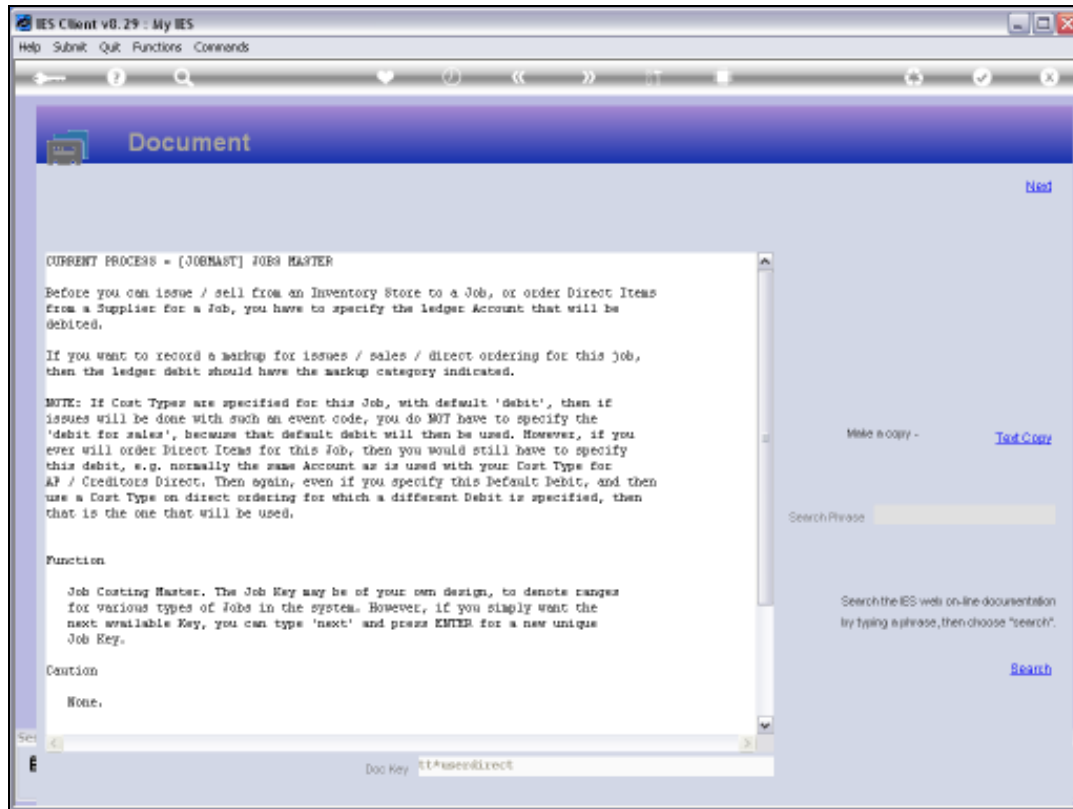 IES Client v8.29 : My IES
Help Submit Quit Functions Commands
Document
Next
CURRENT PROCESS = [JOBMAST] JOBS MASTER
Before you can issue / sell from an Inventory Store to a Job, or order Direct Items
from a Supplier for a Job, you have to specify the Ledger Account that will be
debited.
If you want to record a markup for issues / sales / direct ordering for this job,
then the Ledger debit should have the markup category indicated.
NOTE: If Cost Types are specified for this Job, with default 'debit', then if
issues will be done with such an event code, you do NOT have to specify the
'debit for sales', because that default debit will then be used. However, if you
ever will order Direct Items for this Job, then you would still have to specify
this debit, e.g. normally the same Account as is used with your Cost Type for
AP / Creditors Direct. Then again, even if you specify this Default Debit, and then
use a Cost Type on direct ordering for which a different Debit is specified, then
that is the one that will be used.
Make a copy -
Text Copy
Search Phrase
Function
Job Costing Master. The Job Key may be of your own design, to denote ranges
for various types of Jobs in the system. However, if you simply want the
next available Key, you can type 'next' and press ENTER for a new unique
Job Key.
Search the IES web on-line documentation
by typing a phrase, then choose "search".
Search
Caution
None.
Doc Key tt*userdirect